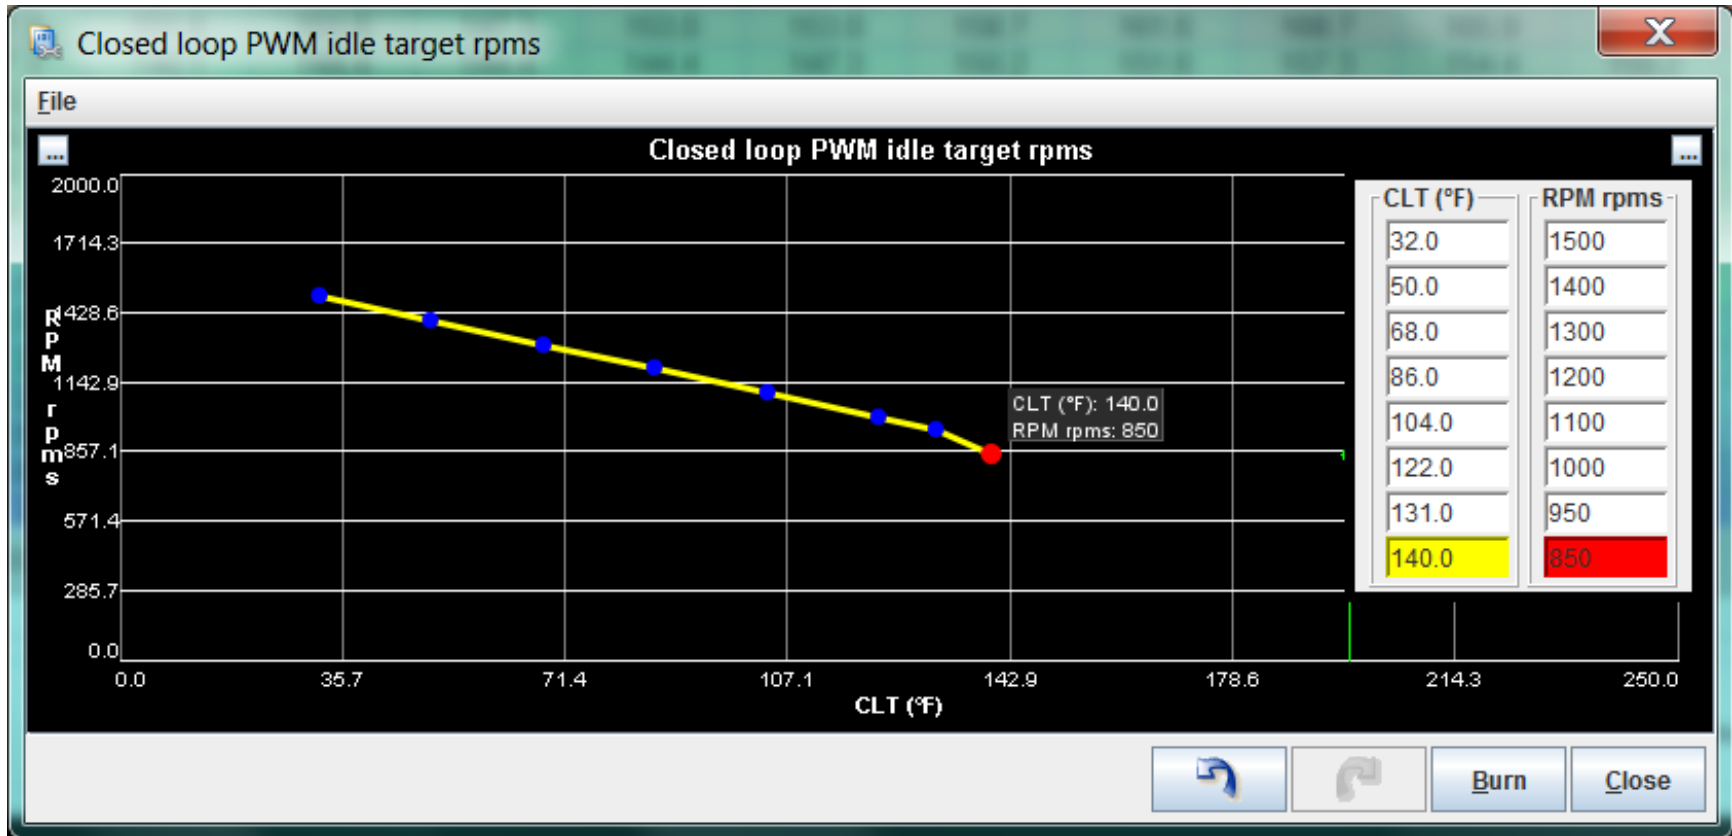 Closed loop PWM idle target rpms
X
File
...
Closed loop PWM idle target rpms
...
2000.0
1714.3
1428.6
1142.9
857.1
571.4
285.7
0.0
RPM rpms
CLT (°F): 140.0
RPM rpms: 850
CLT (°F) RPM rpms
32.0 1500
50.0 1400
68.0 1300
86.0 1200
104.0 1100
122.0 1000
131.0 950
140.0 850
0.0 35.7 71.4 107.1 142.9 178.6 214.3 250.0
CLT (°F)
Burn
Close